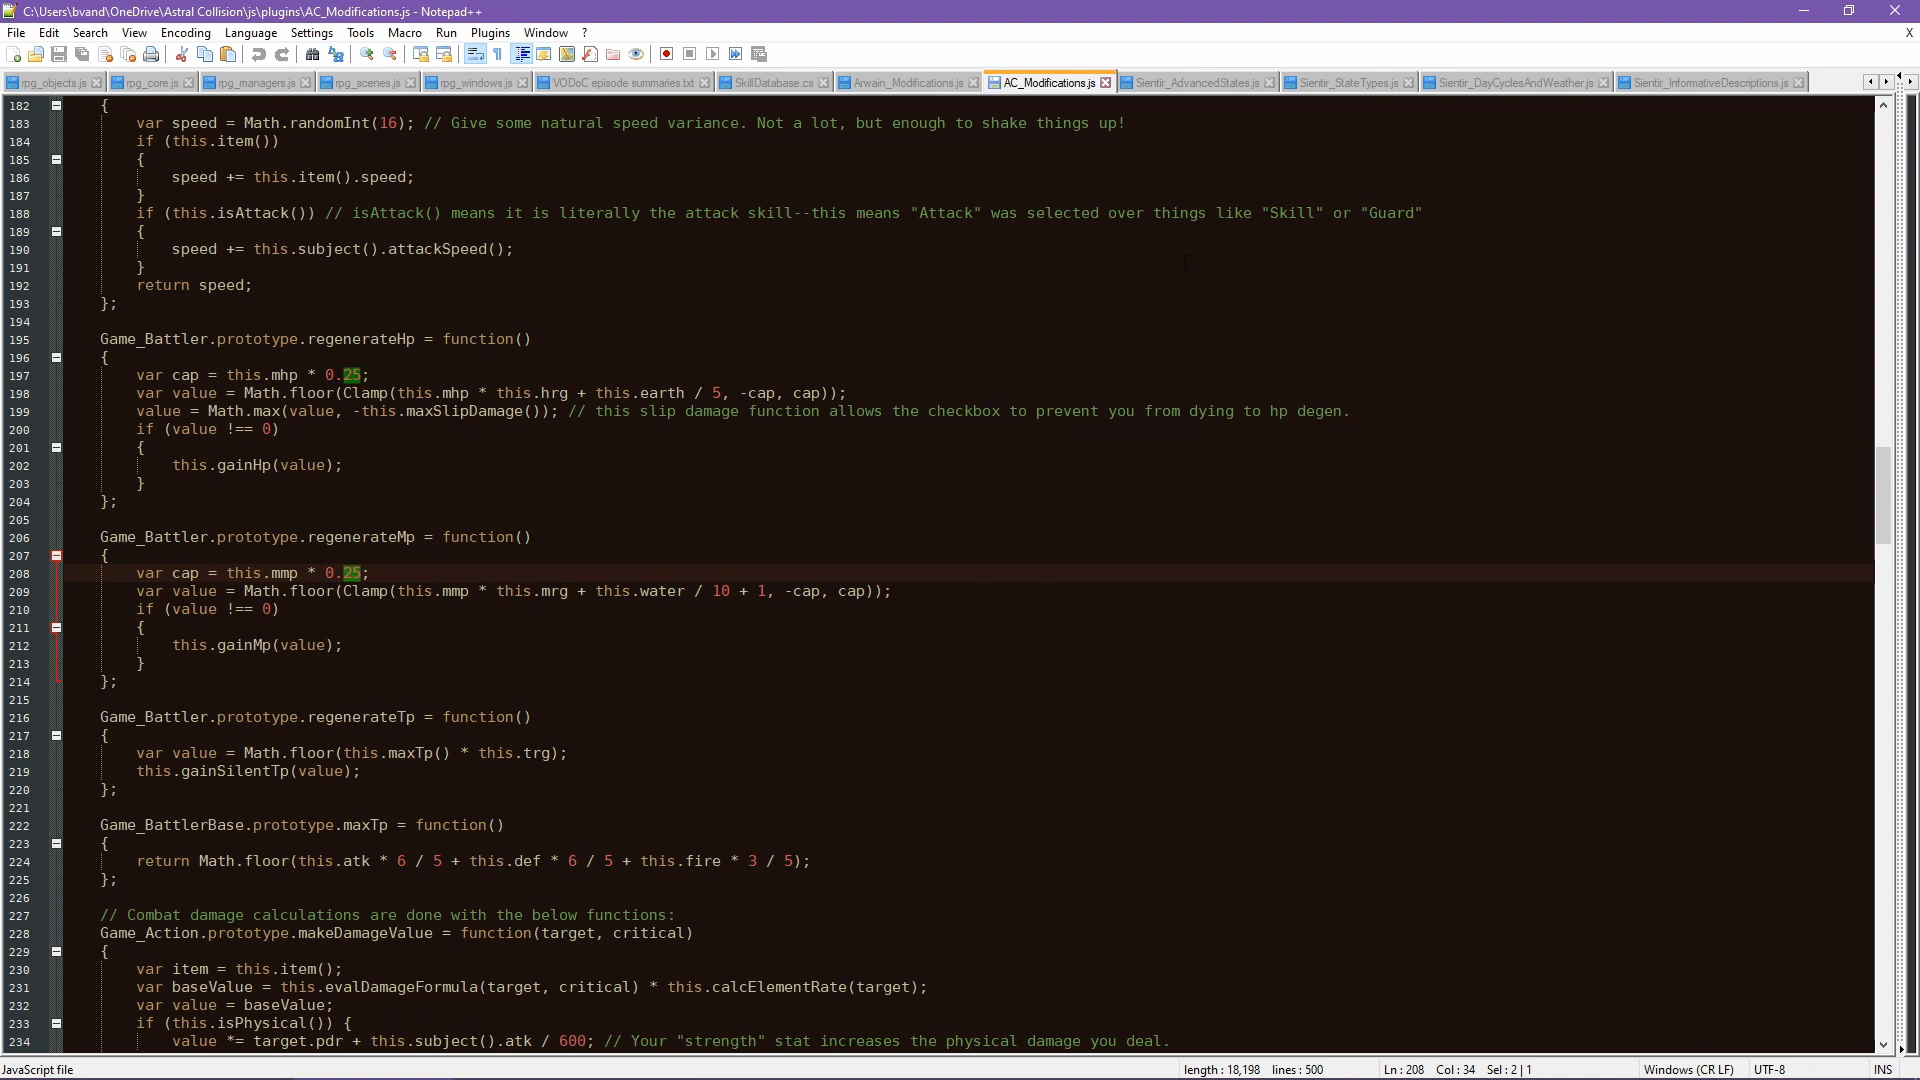 C:\Users\bvand\OneDrive\Astral Collision\js\plugins\AC_Modifications.js - Notepad++
File Edit Search View Encoding Language Settings Tools Macro Run Plugins Window ? X
rpg_objects.js rpg_core.js rpg_managers.js rpg_scenes.js rpg_windows.js VODoC episode summaries.txt SkillDatabase.cs Arwain_Modifications.js AC_Modifications.js Sientir_AdvancedStates.js Sientir_StateTypes.js Sientir_DayCyclesAndWeather.js Sientir_InformativeDescriptions.js
182 {
183 var speed = Math.randomInt(16); // Give some natural speed variance. Not a lot, but enough to shake things up!
184 if (this.item())
185 {
186 speed += this.item().speed;
187 }
188 if (this.isAttack()) // isAttack() means it is literally the attack skill--this means "Attack" was selected over things like "Skill" or "Guard"
189 {
190 speed += this.subject().attackSpeed();
191 }
192 return speed;
193 };
194
195 Game_Battler.prototype.regenerateHp = function()
196 {
197 var cap = this.mhp * 0.25;
198 var value = Math.floor(Clamp(this.mhp * this.hrg + this.earth / 5, -cap, cap));
199 value = Math.max(value, -this.maxSlipDamage()); // this slip damage function allows the checkbox to prevent you from dying to hp degen.
200 if (value !== 0)
201 {
202 this.gainHp(value);
203 }
204 };
205
206 Game_Battler.prototype.regenerateMp = function()
207 {
208 var cap = this.mmp * 0.25;
209 var value = Math.floor(Clamp(this.mmp * this.mrg + this.water / 10 + 1, -cap, cap));
210 if (value !== 0)
211 {
212 this.gainMp(value);
213 }
214 };
215
216 Game_Battler.prototype.regenerateTp = function()
217 {
218 var value = Math.floor(this.maxTp() * this.trg);
219 this.gainSilentTp(value);
220 };
221
222 Game_BattlerBase.prototype.maxTp = function()
223 {
224 return Math.floor(this.atk * 6 / 5 + this.def * 6 / 5 + this.fire * 3 / 5);
225 };
226
227 // Combat damage calculations are done with the below functions:
228 Game_Action.prototype.makeDamageValue = function(target, critical)
229 {
230 var item = this.item();
231 var baseValue = this.evalDamageFormula(target, critical) * this.calcElementRate(target);
232 var value = baseValue;
233 if (this.isPhysical()) {
234 value *= target.pdr + this.subject().atk / 600; // Your "strength" stat increases the physical damage you deal.
JavaScript file length : 18,198 lines : 500 Ln : 208 Col : 34 Sel : 2 | 1 Windows (CR LF) UTF-8 INS